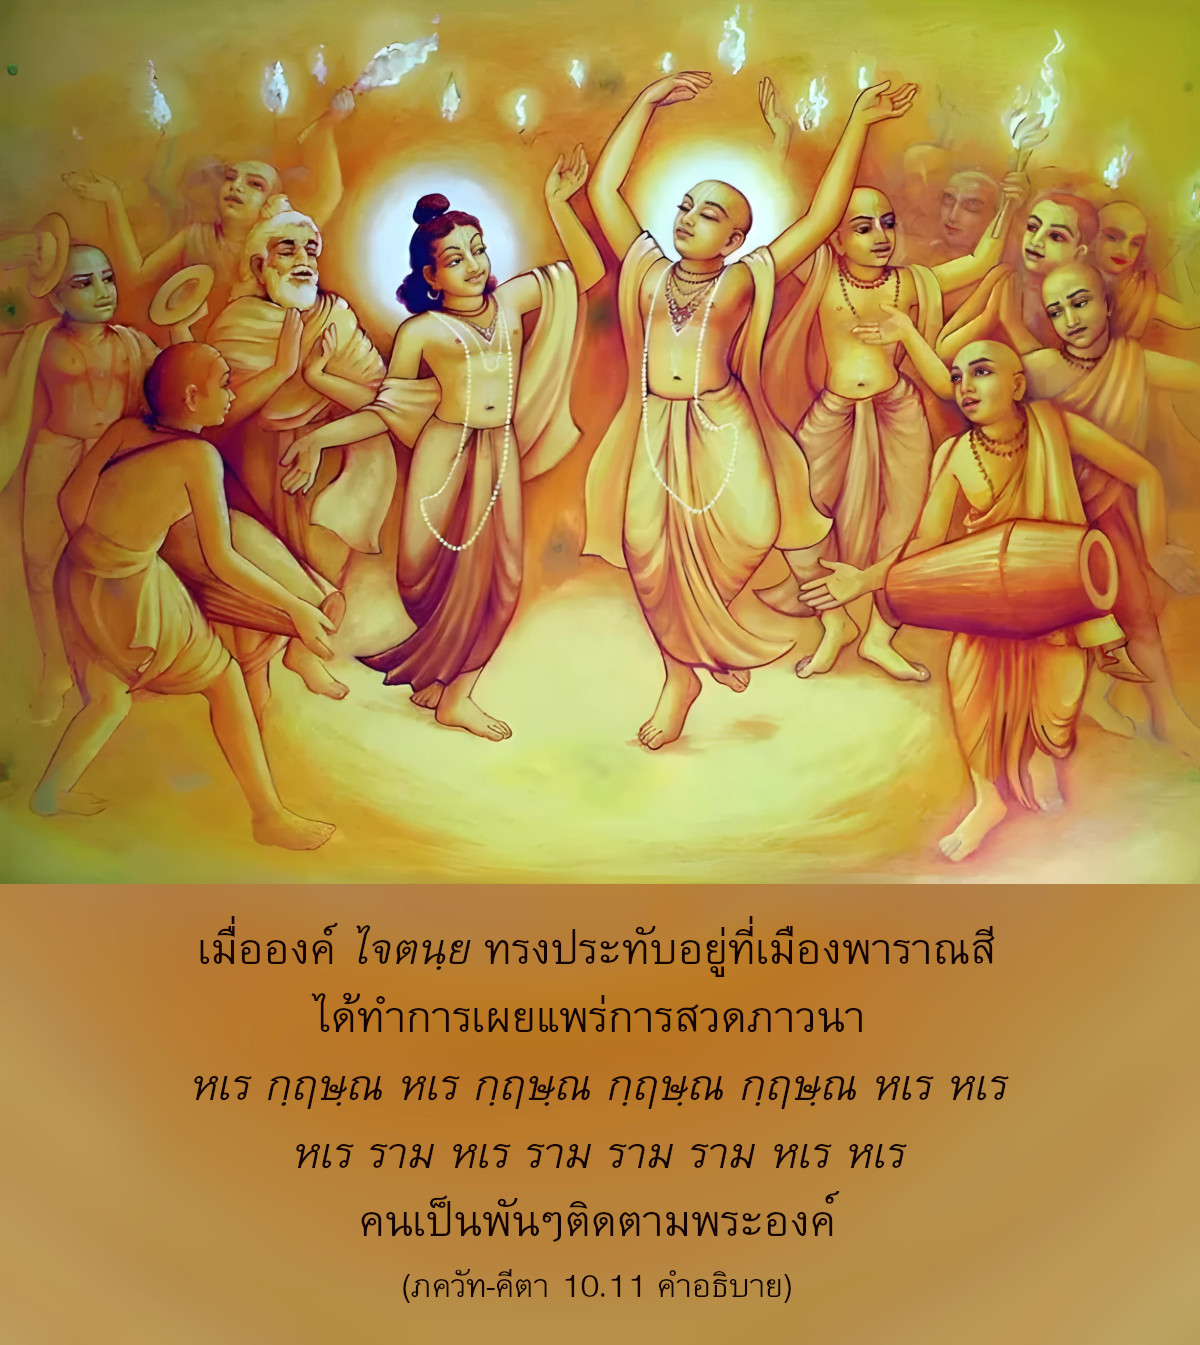 เมื่อองค์ ไจตนฺย ทรงประทับอยู่ที่เมืองพาราณสี
ได้ทำการเผยแพร่การสวดภาวนา
หเร กฺฤษฺณ หเร กฺฤษฺณ กฺฤษฺณ กฺฤษฺณ หเร หเร
หเร ราม หเร ราม ราม ราม หเร หเร
คนเป็นพันๆติดตามพระองค์
(ภควัท-คีตา 10.11 คำอธิบาย)